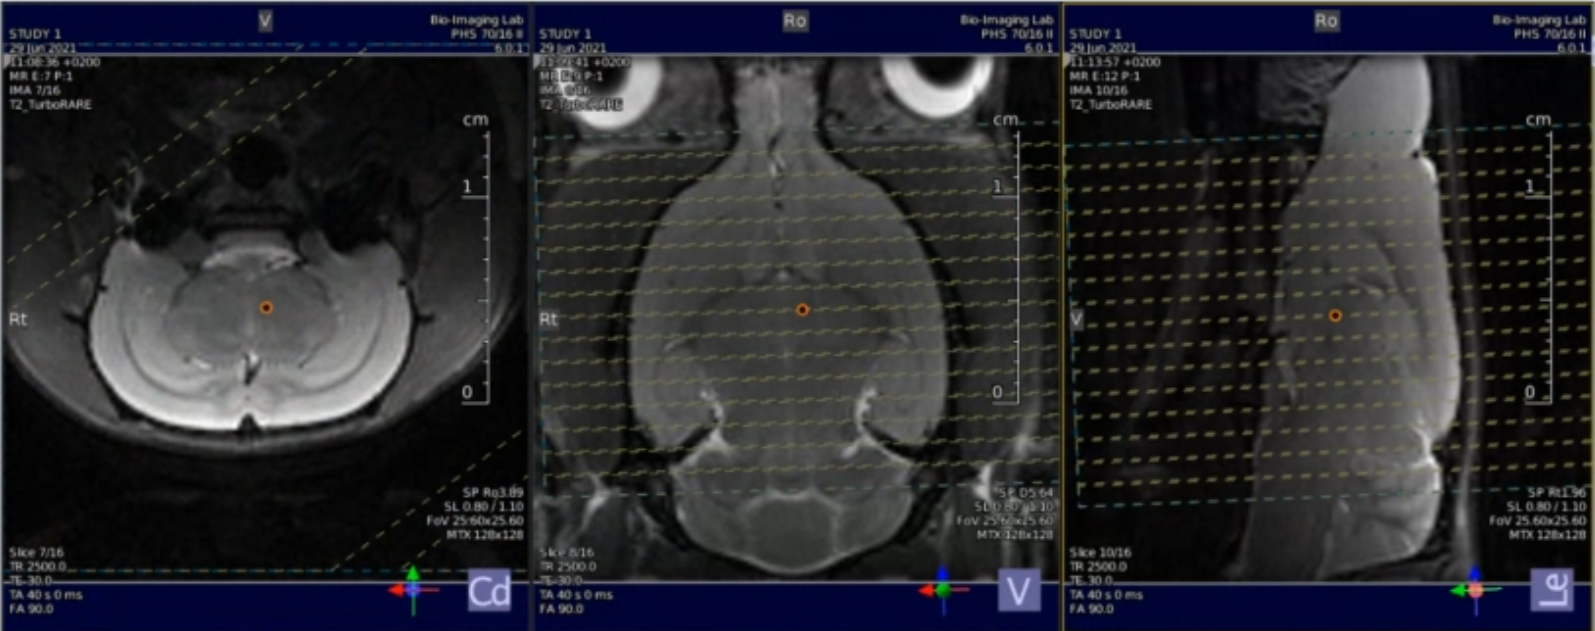 V
STUDY 1
29 Jun 2021
11:08:36 +0200
MR E:7 P:1
IMA 7/16
T2_TurboRARE
Bio-Imaging Lab
PHS 70/16 II
6.0.1
cm
1
0
Rt
SP Ro3.89
SL 0.80 / 1.10
FoV 25.60x25.60
MTX 128x128
Slice 7/16
TR 2500.0
TE 30.0
TA 40 s 0 ms
FA 90.0
Cd
Ro
STUDY 1
29 Jun 2021
+0200
P:1
T2_TurboRARE
Bio-Imaging Lab
PHS 70/16 II
6.0.1
cm
1
0
Rt
SP D5.64
SL 0.80 / 1.10
FoV 25.60x25.60
MTX 128x128
Slice 8/16
TR 2500.0
TE 30.0
TA 40 s 0 ms
FA 90.0
V
Ro
STUDY 1
29 Jun 2021
11:13:57 +0200
MR E:12 P:1
IMA 10/16
T2_TurboRARE
Bio-Imaging Lab
PHS 70/16 II
6.0.1
cm
1
0
V
SP Rt1.96
SL 0.80 / 1.10
FoV 25.60x25.60
MTX 128x128
Slice 10/16
TR 2500.0
TE 30.0
TA 40 s 0 ms
FA 90.0
Le